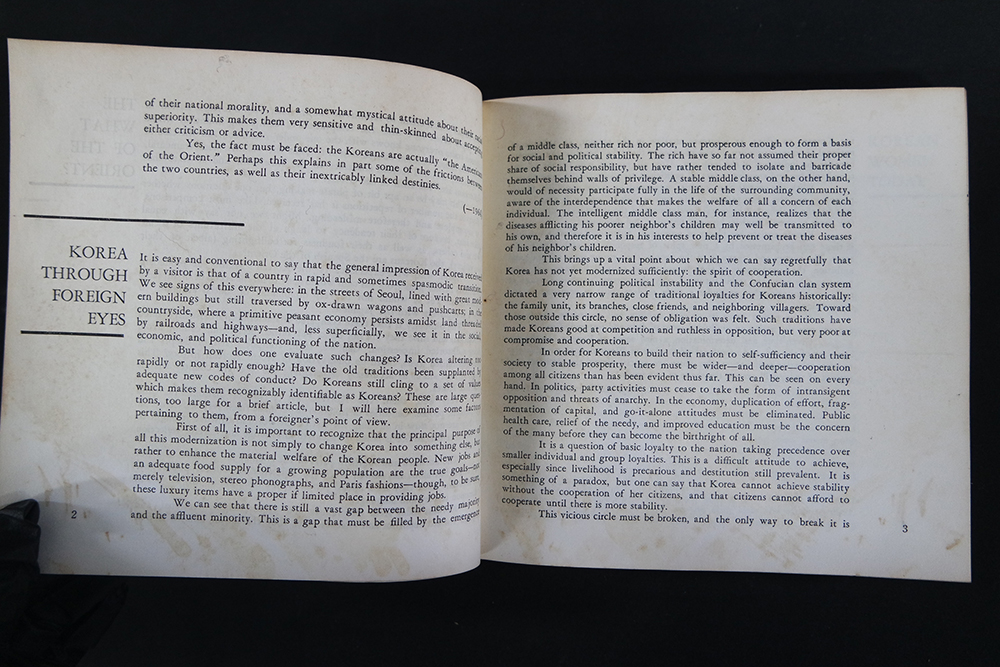 of their national morality, and a somewhat mystical attitude about their
superiority. This makes them very sensitive and thin-skinned about accepting
either criticism or advice.
Yes, the fact must be faced: the Koreans are actually "the
of the Orient." Perhaps this explains in part some of the frictions between
the two countries, as well as their inextricably linked destinies.
KOREA
THROUGH
FOREIGN
EYES
It is easy and conventional to say that the general impression of Korea
by a visitor is that of a country in rapid and sometimes spasmodic transition.
We see signs of this everywhere: in the streets of Seoul, lined with great mod-
ern buildings but still traversed by ox-drawn wagons and pushcarts; in the
countryside, where a primitive peasant economy persists amidst land threaded
by railroads and highways—and, less superficially, we see it in the social,
economic, and political functioning of the nation.
But how does one evaluate such changes? Is Korea altering too
rapidly or not rapidly enough? Have the old traditions been supplanted by
adequate new codes of conduct? Do Koreans still cling to a set of values
which makes them recognizably identifiable as Koreans? These are large ques-
tions, too large for a brief article, but I will here examine some factors
pertaining to them, from a foreigner's point of view.
First of all, it is important to recognize that the principal purpose of
all this modernization is not simply to change Korea into something else, but
rather to enhance the material welfare of the Korean people. New jobs and
an adequate food supply for a growing population are the true goals—not
merely television, stereo phonographs, and Paris fashions—though, to be sure,
these luxury items have a proper if limited place in providing jobs.
We can see that there is still a vast gap between the needy majority
and the affluent minority. This is a gap that must be filled by the emergence
2
of a middle class, neither rich nor poor, but prosperous enough to form a basis
for social and political stability. The rich have so far not assumed their proper
share of social responsibility, but have rather tended to isolate and barricade
themselves behind walls of privilege. A stable middle class, on the other hand,
would of necessity participate fully in the life of the surrounding community,
aware of the interdependence that makes the welfare of all a concern of each
individual. The intelligent middle class man, for instance, realizes that the
diseases afflicting his poorer neighbor's children may well be transmitted to
his own, and therefore it is in his interests to help prevent or treat the diseases
of his neighbor's children.
This brings up a vital point about which we can say regretfully that
Korea has not yet modernized sufficiently: the spirit of cooperation.
Long continuing political instability and the Confucian clan system
dictated a very narrow range of traditional loyalties for Koreans historically:
the family unit, its branches, close friends, and neighboring villagers. Toward
those outside this circle, no sense of obligation was felt. Such traditions have
made Koreans good at competition and ruthless in opposition, but very poor at
compromise and cooperation.
In order for Koreans to build their nation to self-sufficiency and their
society to stable prosperity, there must be wider—and deeper—cooperation
among all citizens than has been evident thus far. This can be seen on every
hand. In politics, party activities must cease to take the form of intransigent
opposition and threats of anarchy. In the economy, duplication of effort, frag-
mentation of capital, and go-it-alone attitudes must be eliminated. Public
health care, relief of the needy, and improved education must be the concern
of the many before they can become the birthright of all.
It is a question of basic loyalty to the nation taking precedence over
smaller individual and group loyalties. This is a difficult attitude to achieve,
especially since livelihood is precarious and destitution still prevalent. It is
something of a paradox, but one can say that Korea cannot achieve stability
without the cooperation of her citizens, and that citizens cannot afford to
cooperate until there is more stability.
This vicious circle must be broken, and the only way to break it is
3